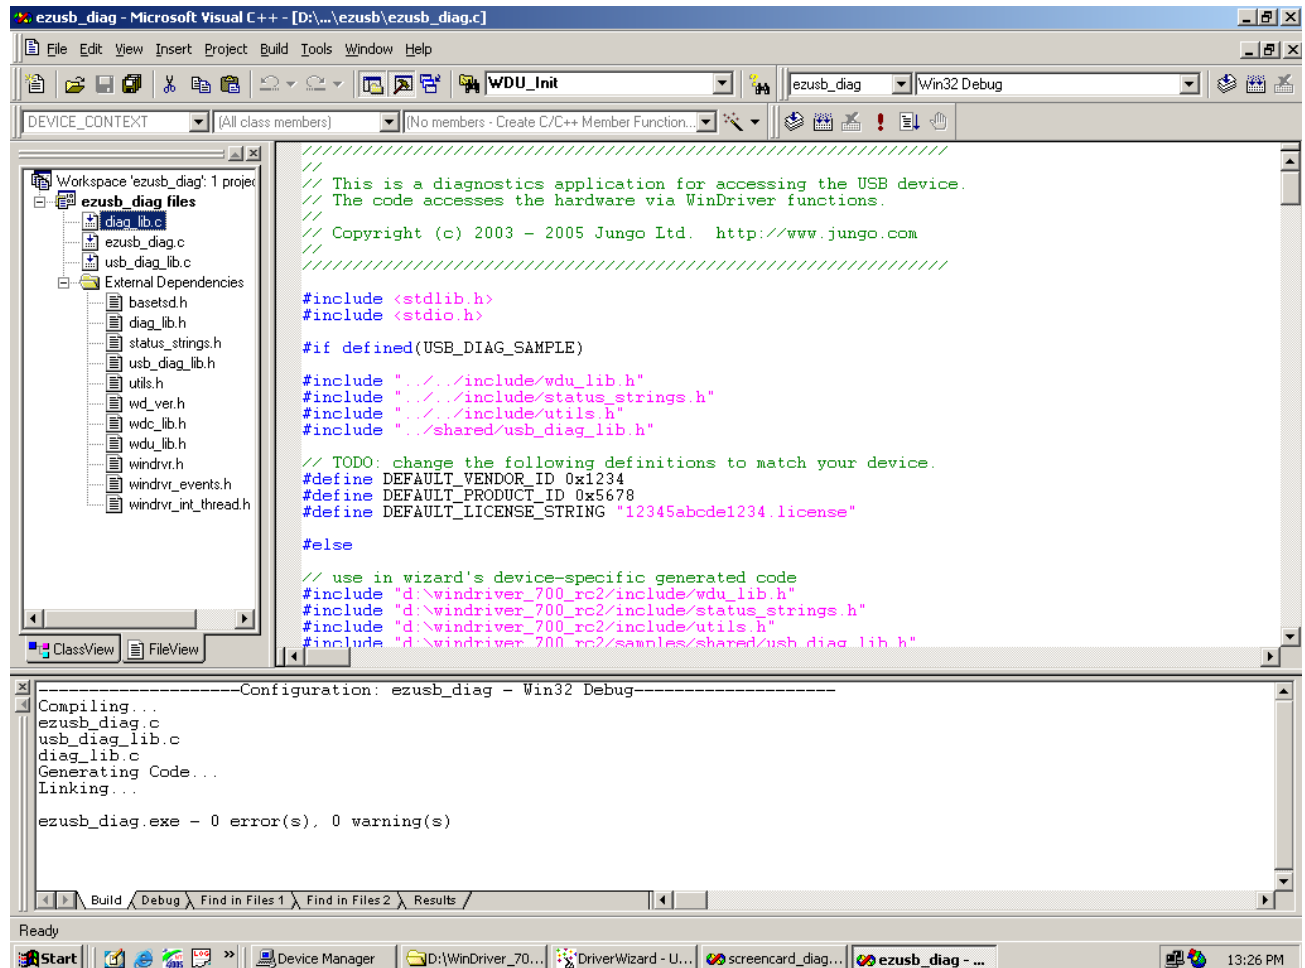 ezusb_diag - Microsoft Visual C++ - [D:\...\ezusb\ezusb_diag.c]
File Edit View Insert Project Build Tools Window Help
WDU_Init ezusb_diag Win32 Debug
DEVICE_CONTEXT (All class members) (No members - Create C/C++ Member Function...
Workspace 'ezusb_diag': 1 projec
ezusb_diag files
diag_lib.c
ezusb_diag.c
usb_diag_lib.c
External Dependencies
basetsd.h
diag_lib.h
status_strings.h
usb_diag_lib.h
utils.h
wd_ver.h
wdc_lib.h
wdu_lib.h
windrvr.h
windrvr_events.h
windrvr_int_thread.h
ClassView FileView
////////////////////////////////////////////////////////////////
//
// This is a diagnostics application for accessing the USB device.
// The code accesses the hardware via WinDriver functions.
//
// Copyright (c) 2003 - 2005 Jungo Ltd.  http://www.jungo.com
//
////////////////////////////////////////////////////////////////
#include <stdlib.h>
#include <stdio.h>
#if defined(USB_DIAG_SAMPLE)
#include "../../include/wdu_lib.h"
#include "../../include/status_strings.h"
#include "../../include/utils.h"
#include "../shared/usb_diag_lib.h"
// TODO: change the following definitions to match your device.
#define DEFAULT_VENDOR_ID 0x1234
#define DEFAULT_PRODUCT_ID 0x5678
#define DEFAULT_LICENSE_STRING "12345abcde1234.license"
#else
// use in wizard's device-specific generated code
#include "d:\windriver_700_rc2/include/wdu_lib.h"
#include "d:\windriver_700_rc2/include/status_strings.h"
#include "d:\windriver_700_rc2/include/utils.h"
#include "d:\windriver_700_rc2/samples/shared/usb_diag_lib.h"
--------------------Configuration: ezusb_diag - Win32 Debug--------------------
Compiling...
ezusb_diag.c
usb_diag_lib.c
diag_lib.c
Generating Code...
Linking...
ezusb_diag.exe - 0 error(s), 0 warning(s)
Build Debug Find in Files 1 Find in Files 2 Results
Ready
Start Device Manager D:\WinDriver_70... DriverWizard - U... screencard_diag... ezusb_diag - ... 13:26 PM